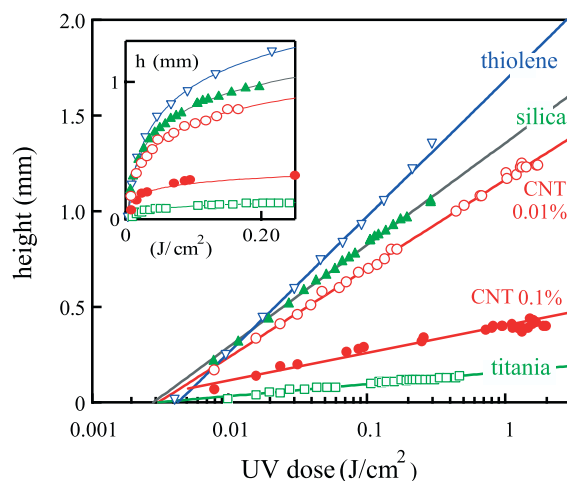 2.0
1.5
1.0
0.5
0
height (mm)
0.001
0.01
0.1
1
UV dose (J/cm²)
thiolene
silica
CNT
0.01%
CNT 0.1%
titania
h (mm)
1
0
0
0.20
(J/cm²)